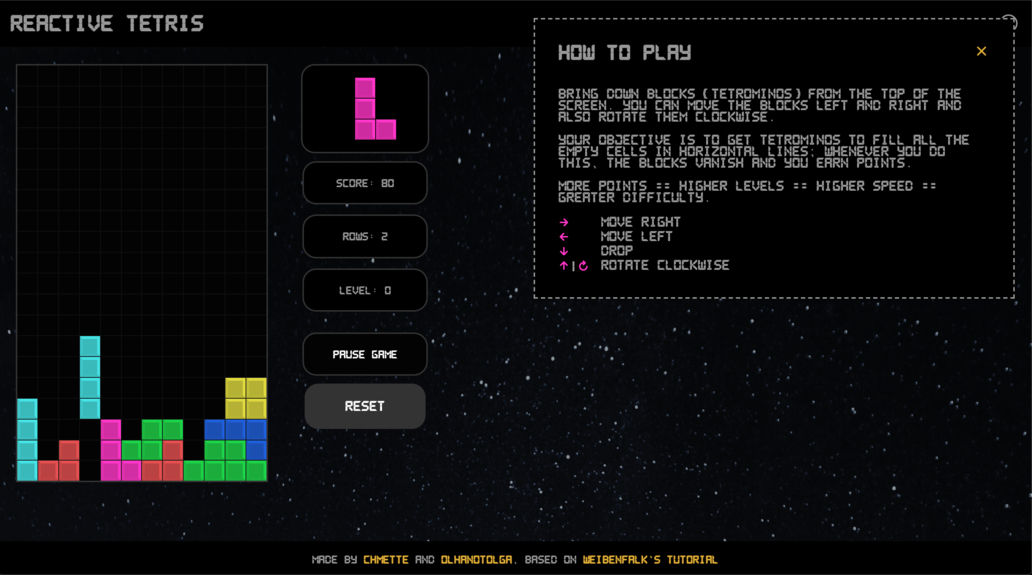 REACTIVE TETRIS
HOW TO PLAY
BRING DOWN BLOCKS (TETROMINOS) FROM THE TOP OF THE
SCREEN. YOU CAN MOVE THE BLOCKS LEFT AND RIGHT AND
ALSO ROTATE THEM CLOCKWISE.
YOUR OBJECTIVE IS TO GET TETROMINOS TO FILL ALL THE
EMPTY CELLS IN HORIZONTAL LINES; WHENEVER YOU DO
THIS, THE BLOCKS VANISH AND YOU EARN POINTS.
MORE POINTS == HIGHER LEVELS == HIGHER SPEED ==
GREATER DIFFICULTY.
→ MOVE RIGHT
← MOVE LEFT
↓ DROP
↑|↻ ROTATE CLOCKWISE
SCORE: 80
ROWS: 2
LEVEL: 0
PAUSE GAME
RESET
MADE BY CHMETTE AND OLHANOTOLGA, BASED ON WEIBENFALK'S TUTORIAL